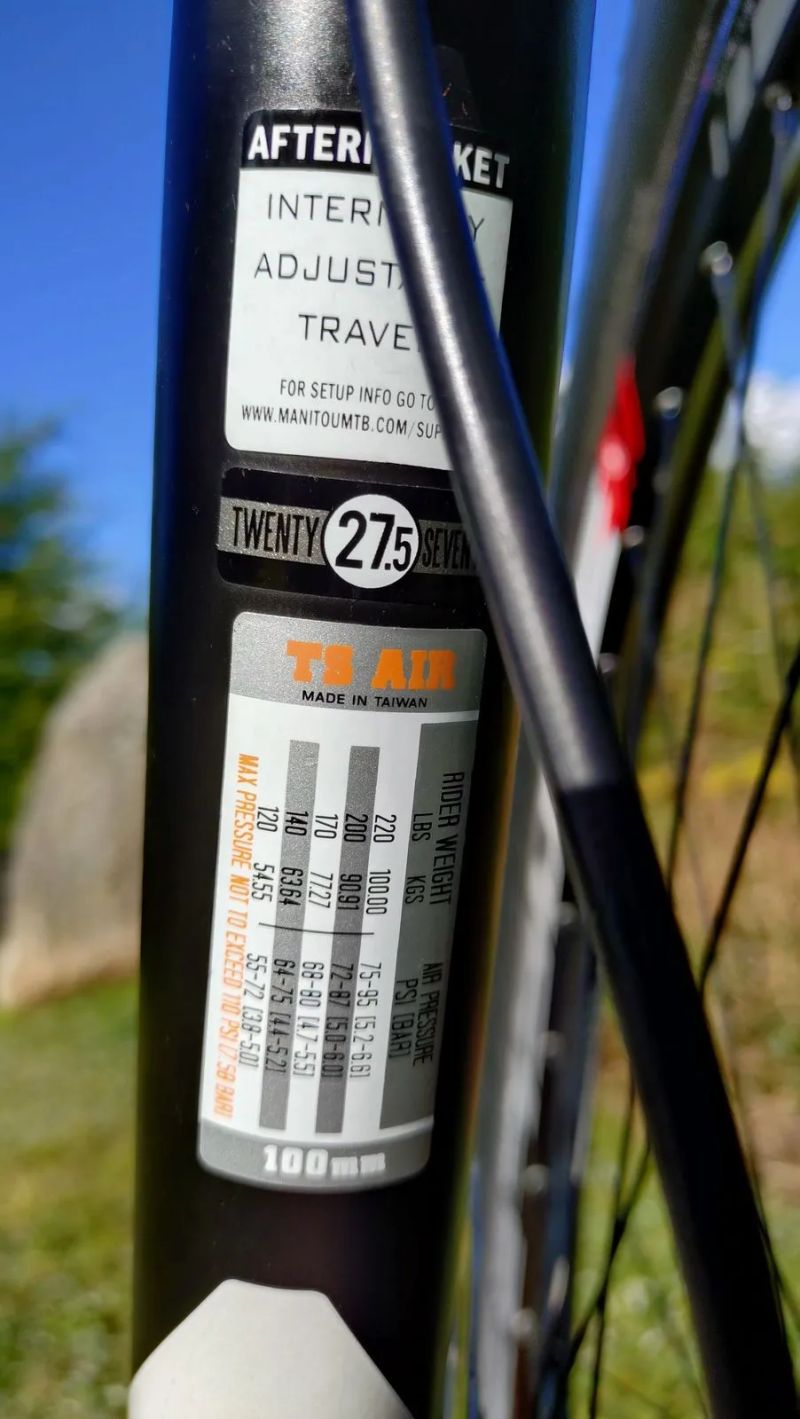 AFTER KET
INTER Y
ADJUSTA
TRAVE
FOR SETUP INFO GO TO
WWW.MANITOUMTB.COM/SUP
TWENTY 27.5 SEVEN
TS AIR
MADE IN TAIWAN
RIDER WEIGHT AIR PRESSURE
LBS KGS PSI [BAR]
220 100.00 75-95 [5.2-6.6]
200 90.91 72-87 [5.0-6.0]
170 77.27 68-80 [4.7-5.5]
140 63.64 64-75 [4.4-5.2]
120 54.55 55-72 [3.8-5.0]
MAX PRESSURE NOT TO EXCEED 110 PSI [7.58 BAR]
100mm